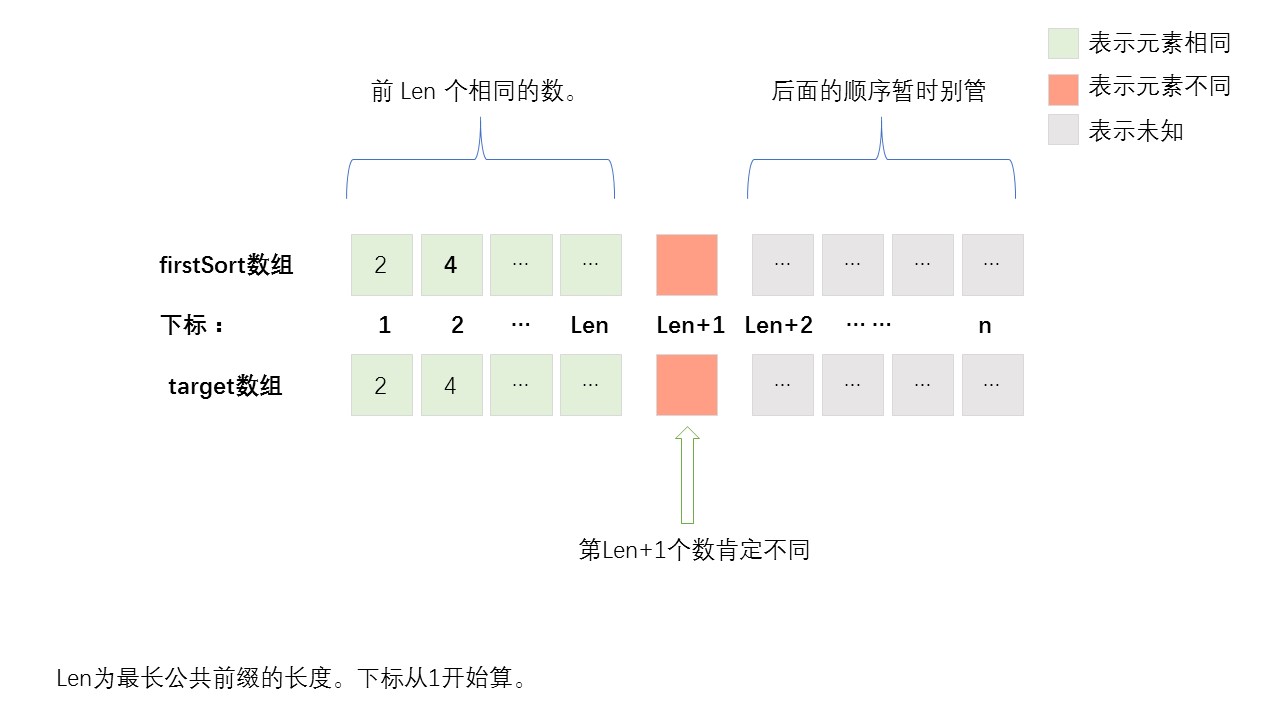 表示元素相同
表示元素不同
表示未知
前 Len 个相同的数。
后面的顺序暂时别管
firstSort数组 2 4 ··· ··· ··· ··· ··· ···
下标： 1 2 ··· Len Len+1 Len+2 ··· ··· n
target数组 2 4 ··· ··· ··· ··· ··· ···
第Len+1个数肯定不同
Len为最长公共前缀的长度。下标从1开始算。